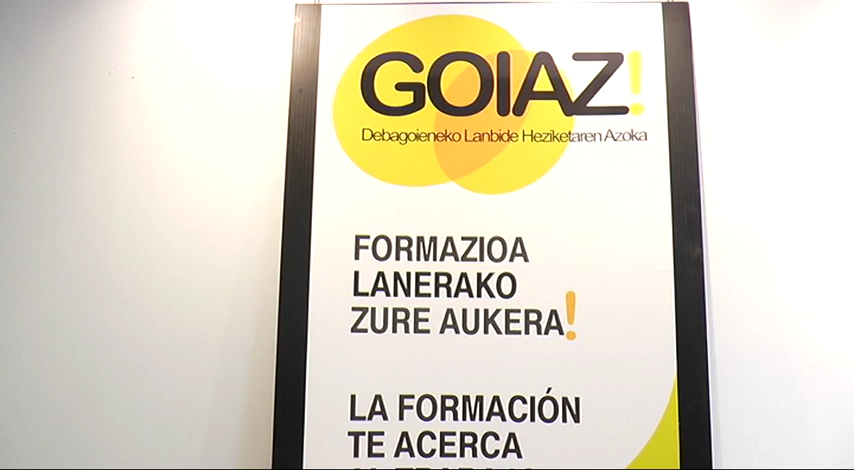 GOIAZ!
Debagoieneko Lanbide Heziketaren Azoka
FORMAZIOA
LANERAKO
ZURE AUKERA!
LA FORMACIÓN
TE ACERCA